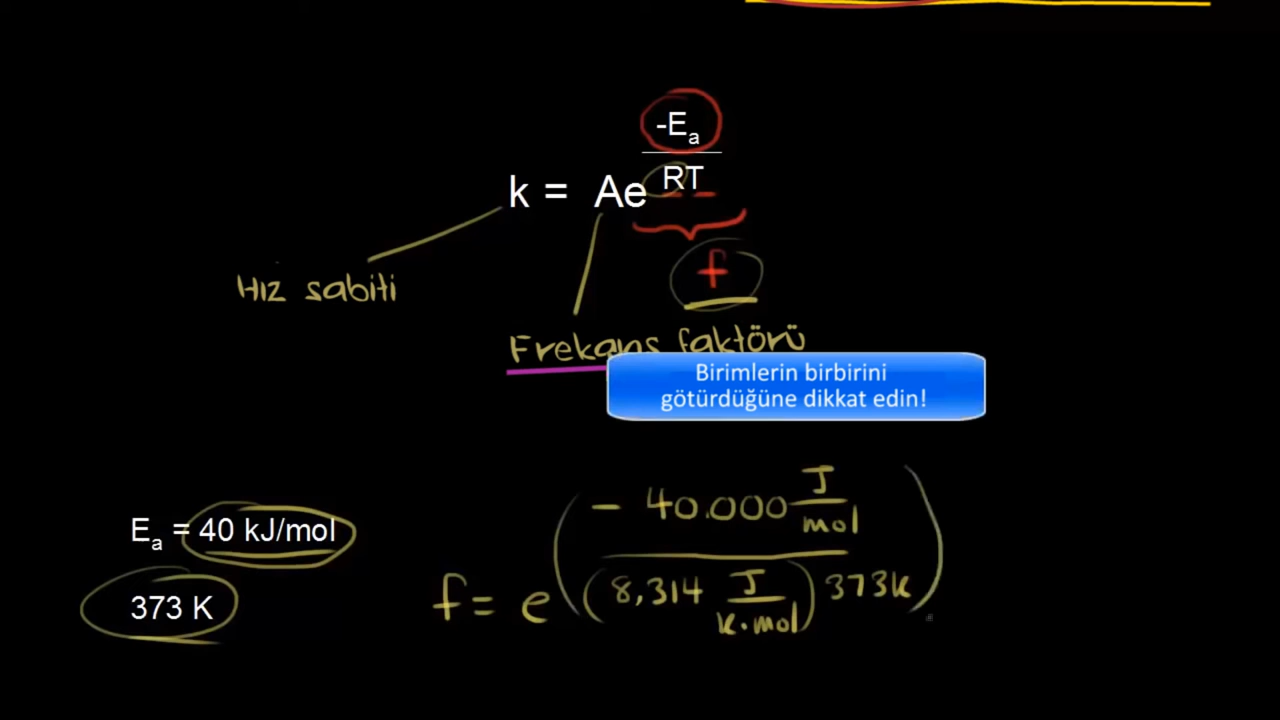 -Ea
k = Ae RT
f
Hız sabiti
Frekans faktörü
Birimlerin birbirini
götürdüğüne dikkat edin!
Ea = 40 kJ/mol
373 K
- 40.000 J
mol
f = e ( (8,314 J 373K )
K.mol)